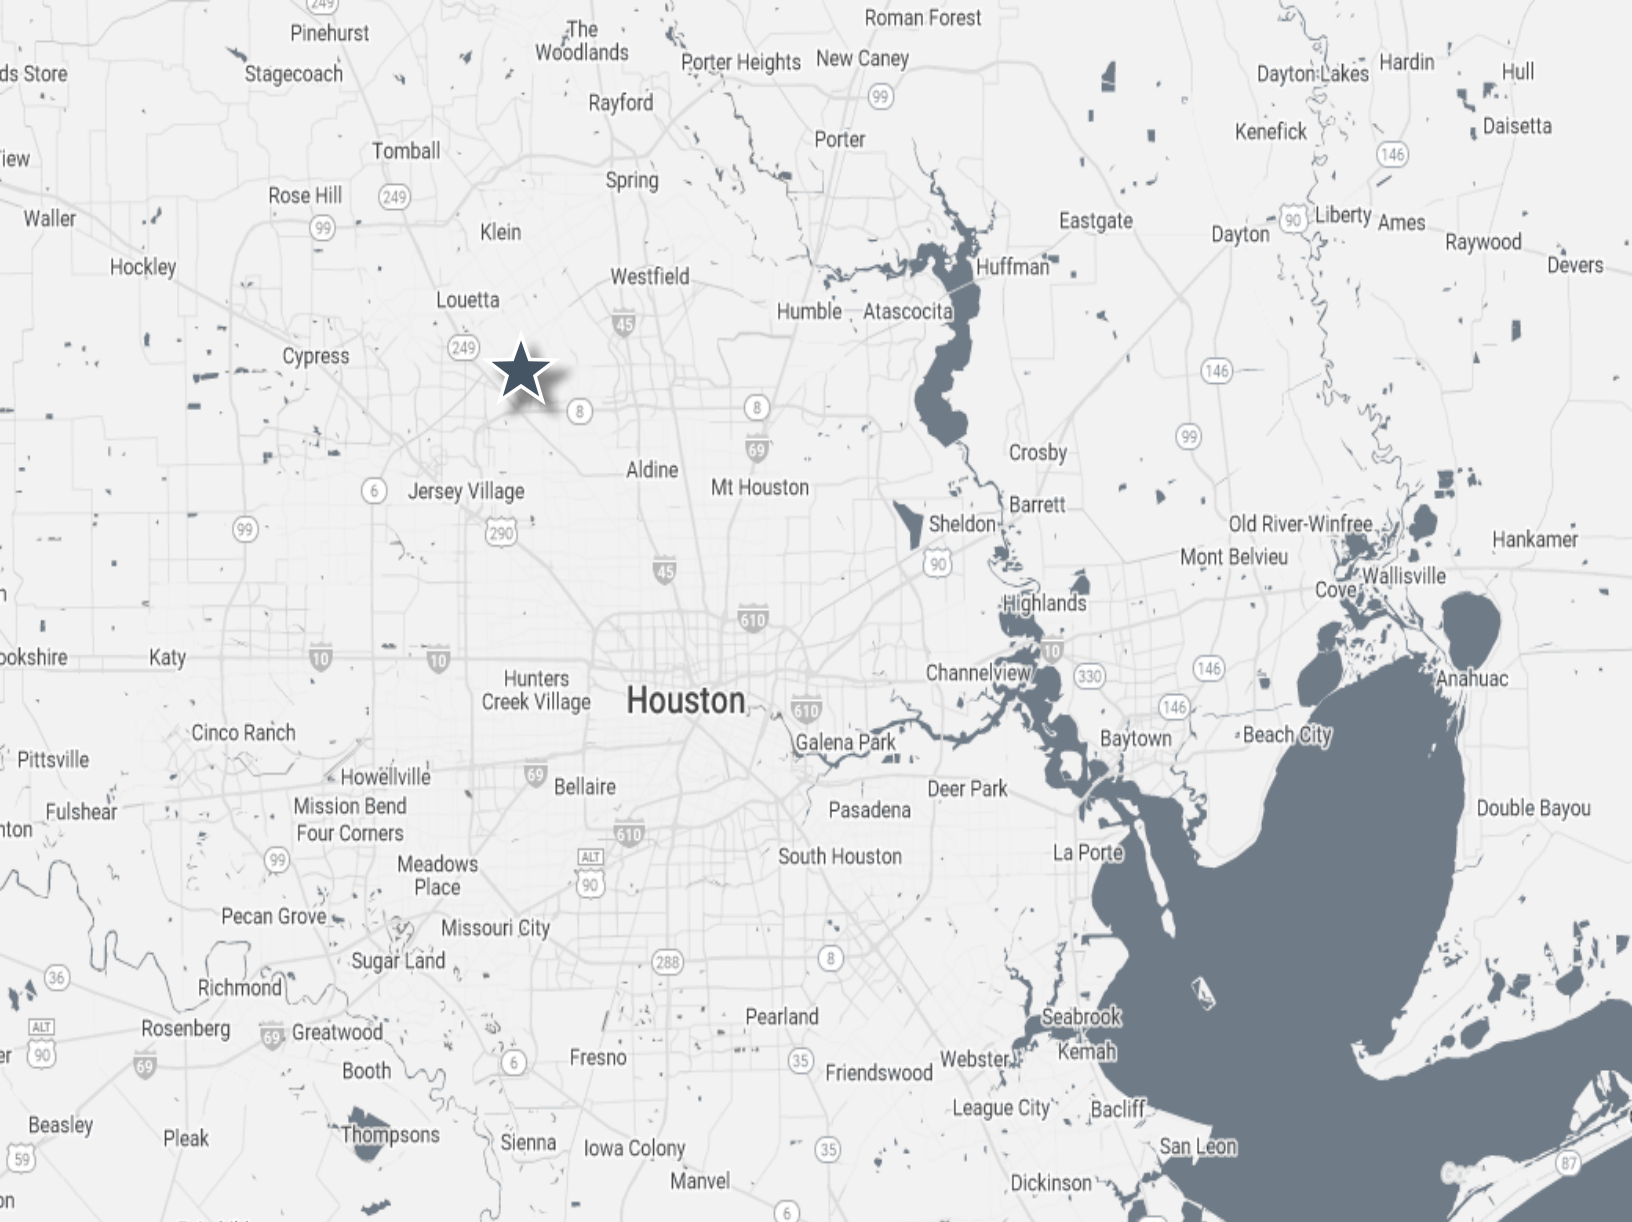 249
Pinehurst
The
Woodlands
Roman Forest
Porter Heights
New Caney
Stagecoach
ds Store
Dayton Lakes
Hardin
Hull
Rayford
99
Porter
Kenefick
Daisetta
Tomball
146
iew
Rose Hill
249
Spring
Waller
99
Klein
Eastgate
90
Liberty
Ames
Dayton
Raywood
Hockley
Westfield
Huffman
Devers
Louetta
45
Humble
Atascocita
249
Cypress
146
8
8
99
69
Crosby
Aldine
6
Jersey Village
Mt Houston
Barrett
99
290
Sheldon
Old River-Winfree
Hankamer
45
90
Mont Belvieu
Wallisville
Cove
n
610
Highlands
ookshire
Katy
10
10
10
Hunters
Creek Village
Houston
610
Channelview
330
146
Anahuac
146
Cinco Ranch
Galena Park
Baytown
Beach City
Pittsville
Howellville
69
Bellaire
Deer Park
Fulshear
Mission Bend
Pasadena
Double Bayou
nton
Four Corners
610
99
Meadows
Place
ALT
90
South Houston
La Porte
Pecan Grove
Missouri City
Sugar Land
288
8
36
Richmond
Rosenberg
Greatwood
69
Pearland
Seabrook
ALT
90
er
69
Booth
6
Fresno
35
Friendswood
Webster
Kemah
League City
Bacliff
Beasley
Pleak
Thompsons
Sienna
Iowa Colony
35
San Leon
59
Manvel
Dickinson
87
on
6